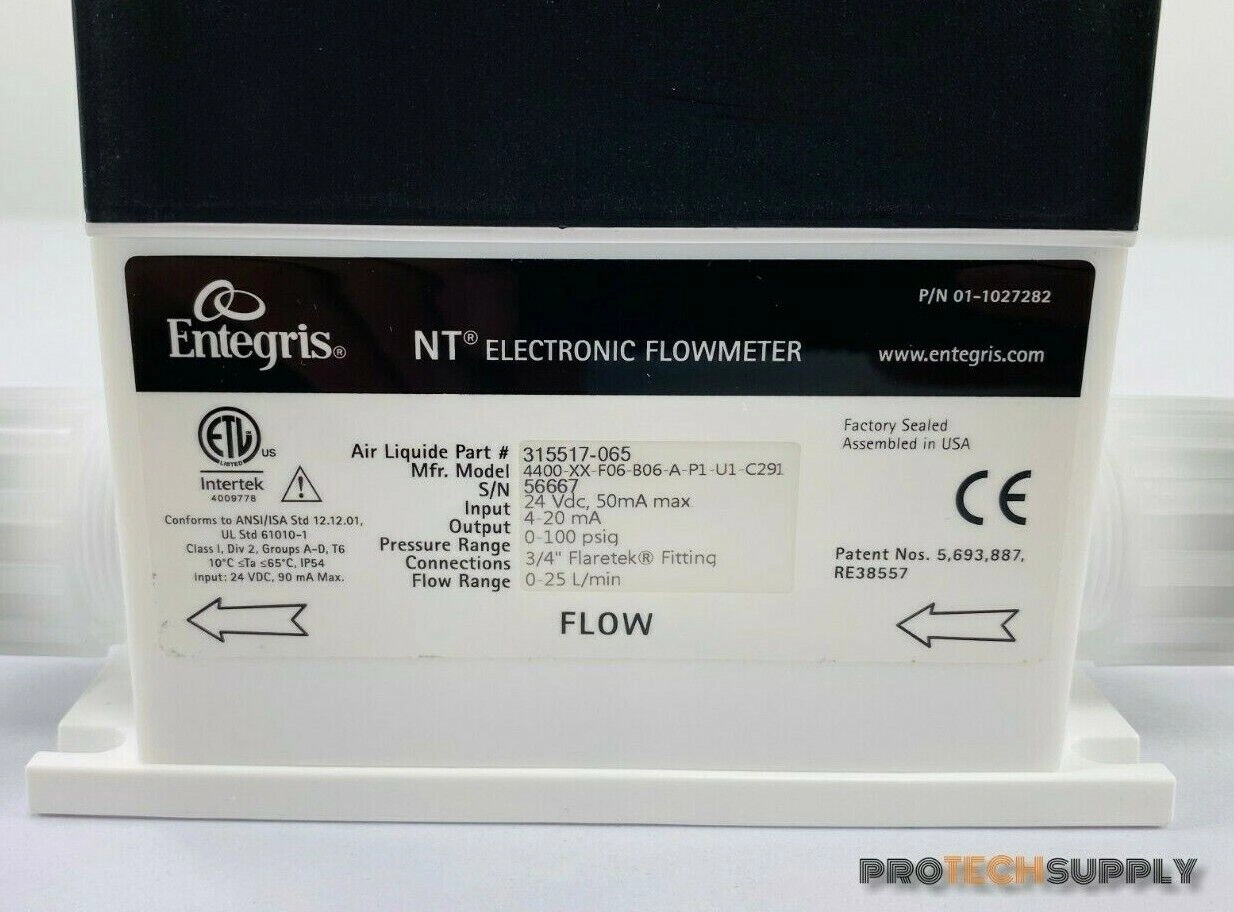 P/N 01-1027282
Entegris®
NT® ELECTRONIC FLOWMETER
www.entegris.com
ETL
LISTED
US
Intertek
4009778
Conforms to ANSI/ISA Std 12.12.01,
UL Std 61010-1
Class I, Div 2, Groups A-D, T6
10°C ≤Ta ≤65°C, IP54
Input: 24 VDC, 90 mA Max.
Air Liquide Part # 315517-065
Mfr. Model 4400-XX-F06-B06-A-P1-U1-C291
S/N 56667
Input 24 Vdc, 50mA max
Output 4-20 mA
Pressure Range 0-100 psig
Connections 3/4" Flaretek® Fitting
Flow Range 0-25 L/min
Factory Sealed
Assembled in USA
CE
Patent Nos. 5,693,887,
RE38557
FLOW
PROTECHSUPPLY